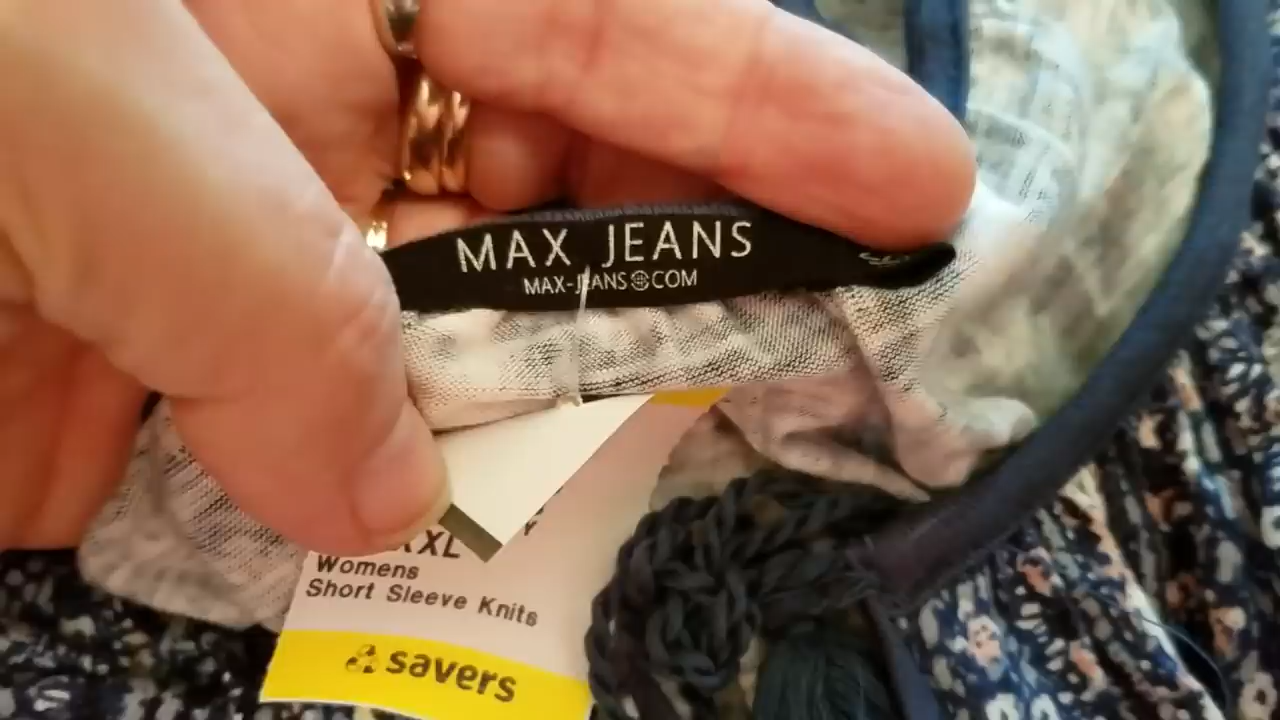 MAX JEANS
MAX-JEANS.COM
XL
Womens
Short Sleeve Knits
savers